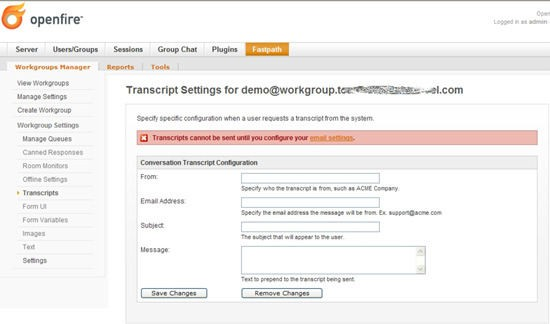 openfire™
Open
Logged in as admin
Server Users/Groups Sessions Group Chat Plugins Fastpath
Workgroups Manager Reports Tools
View Workgroups
Manage Settings
Create Workgroup
Workgroup Settings
Manage Queues
Canned Responses
Room Monitors
Offline Settings
Transcripts
Form UI
Form Variables
Images
Text
Settings
Transcript Settings for demo@workgroup. el.com
Specify specific configuration when a user requests a transcript from the system.
Transcripts cannot be sent until you configure your email settings.
Conversation Transcript Configuration
From:
Specify who the transcript is from, such as ACME Company.
Email Address:
Specify the email address the message will be from. Ex. support@acme.com
Subject:
The subject that will appear to the user.
Message:
Text to prepend to the transcript being sent.
Save Changes Remove Changes